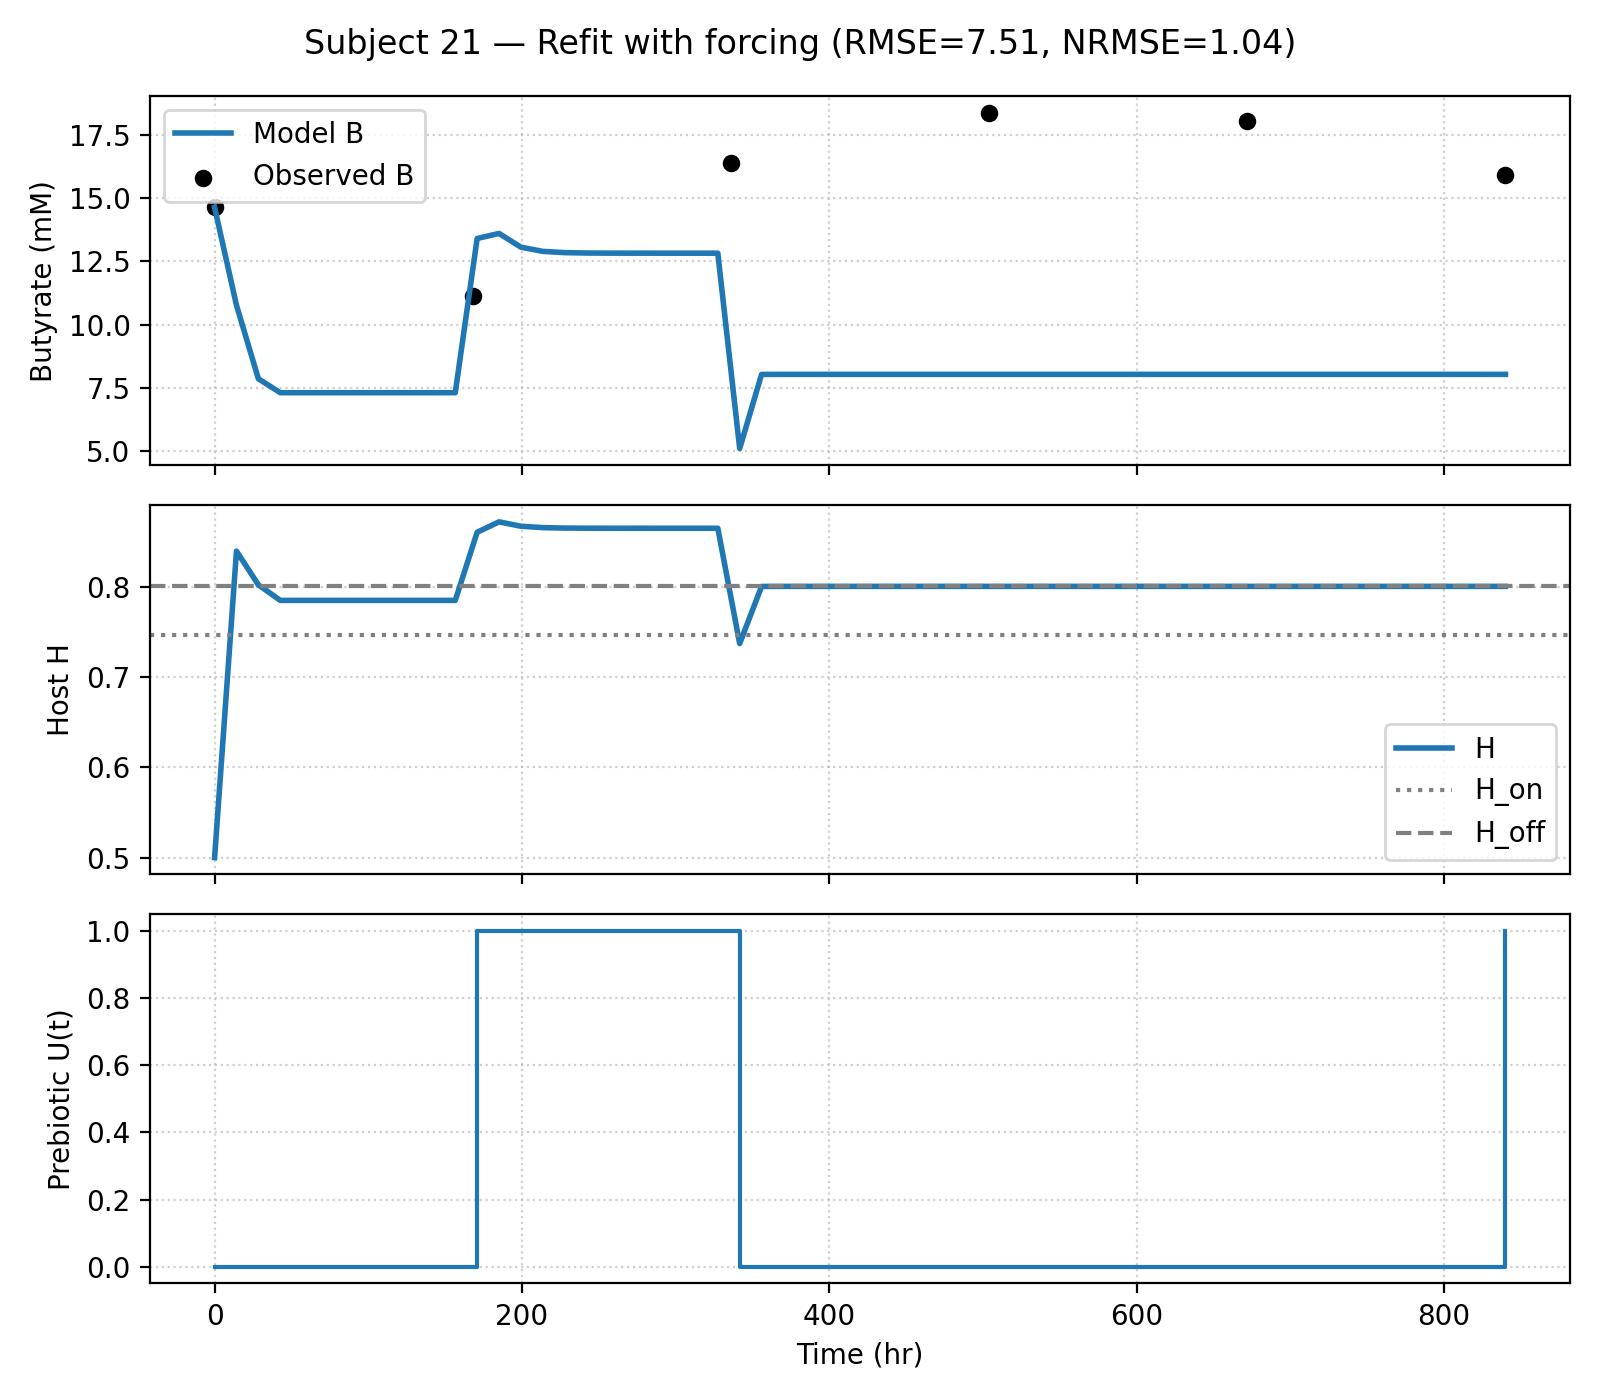 Subject 21 — Refit with forcing (RMSE=7.51, NRMSE=1.04)
Model B
Observed B
Butyrate (mM)
17.5
15.0
12.5
10.0
7.5
5.0
Host H
0.8
0.7
0.6
0.5
H
H_on
H_off
Prebiotic U(t)
1.0
0.8
0.6
0.4
0.2
0.0
0 200 400 600 800
Time (hr)